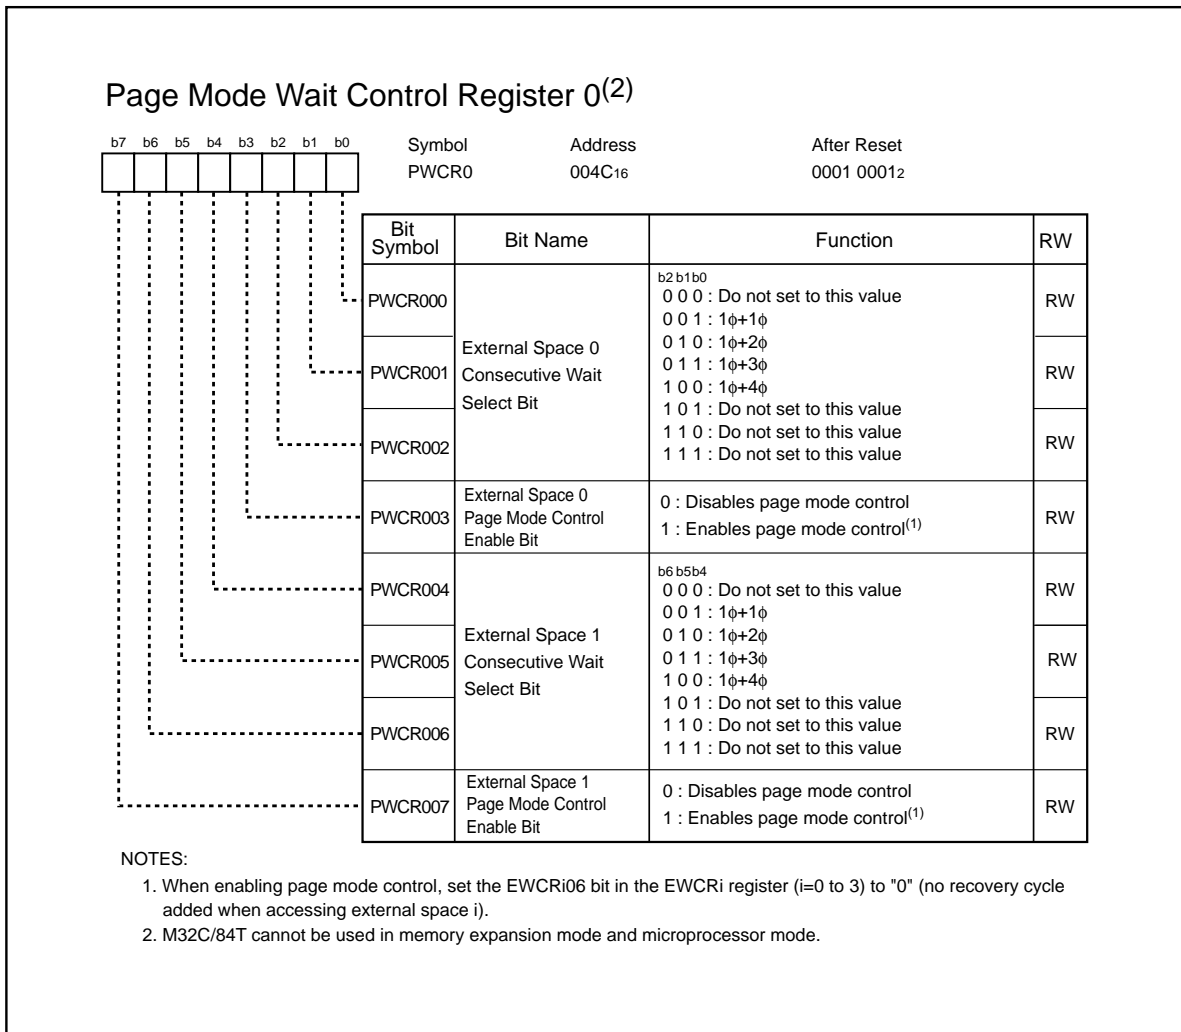 Page Mode Wait Control Register 0(2)
b7 b6 b5 b4 b3 b2 b1 b0
Symbol Address After Reset
PWCR0 004C16 0001 00012
Bit Symbol Bit Name Function RW
PWCR000
External Space 0
Consecutive Wait
Select Bit
b2 b1 b0
0 0 0 : Do not set to this value
0 0 1 : 1ϕ+1ϕ
0 1 0 : 1ϕ+2ϕ
0 1 1 : 1ϕ+3ϕ
1 0 0 : 1ϕ+4ϕ
1 0 1 : Do not set to this value
1 1 0 : Do not set to this value
1 1 1 : Do not set to this value
RW
PWCR001
RW
PWCR002
RW
PWCR003
External Space 0
Page Mode Control
Enable Bit
0 : Disables page mode control
1 : Enables page mode control(1)
RW
PWCR004
External Space 1
Consecutive Wait
Select Bit
b6 b5 b4
0 0 0 : Do not set to this value
0 0 1 : 1ϕ+1ϕ
0 1 0 : 1ϕ+2ϕ
0 1 1 : 1ϕ+3ϕ
1 0 0 : 1ϕ+4ϕ
1 0 1 : Do not set to this value
1 1 0 : Do not set to this value
1 1 1 : Do not set to this value
RW
PWCR005
RW
PWCR006
RW
PWCR007
External Space 1
Page Mode Control
Enable Bit
0 : Disables page mode control
1 : Enables page mode control(1)
RW
NOTES:
1. When enabling page mode control, set the EWCRi06 bit in the EWCRi register (i=0 to 3) to "0" (no recovery cycle
added when accessing external space i).
2. M32C/84T cannot be used in memory expansion mode and microprocessor mode.